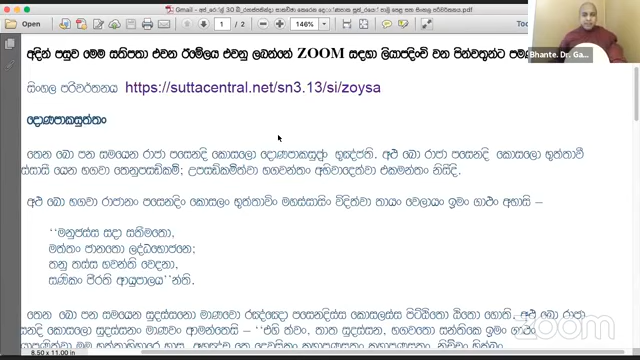 1 / 2
146%
අදින් පසුව මෙම සතිපතා එවන ඊමේලය එවනු ලබන්නේ ZOOM සඳහා ලියාපදිංචි වන පින්වතුන්ට පම
Bhante. Dr. Ga...
සිංහල පරිවර්තනය https://suttacentral.net/sn3.13/si/zoysa
දොණපාකසුත්තං
තෙන ඛො පන සමයෙන රාජා පසෙනදි කොසලො දොණපාකසුදං භුඤ්ජති. අථ ඛො රාජා පසෙනදි කොසලො භුත්තාවී
ස්සාසි යෙන භගවා තෙනුපසඞ්කමි; උපසඞ්කමිත්වා භගවන්තං අභිවාදෙත්වා එකමන්තං නිසීදි.
අථ ඛො භගවා රාජානං පසෙනදිං කොසලං භුත්තාවිං මහස්සාසිං විදිත්වා තායං වෙලායං ඉමං ගාථං අභාසි –
‘‘මනුජස්ස සදා සතීමතො,
මත්තං ජානතො ලද්ධභොජනෙ;
තනු තස්ස භවන්ති වෙදනා,
සණිකං ජීරති ආයුපාලය’’න්ති.
තෙන ඛො පන සමයෙන සුදස්සනො මාණවො රඤ්ඤො පසෙනදිස්ස කොසලස්ස පිට්ඨිතො ඨිතො හොති. අථ ඛො රා
සනදි කොසලො සුදස්සනං මාණවං ආමන්තෙසි – ‘‘එහි ත්වං, තාත සුදස්සන, භගවතො සන්තිකෙ ඉමං ගාථං
8.50 x 11.00 in
zoom